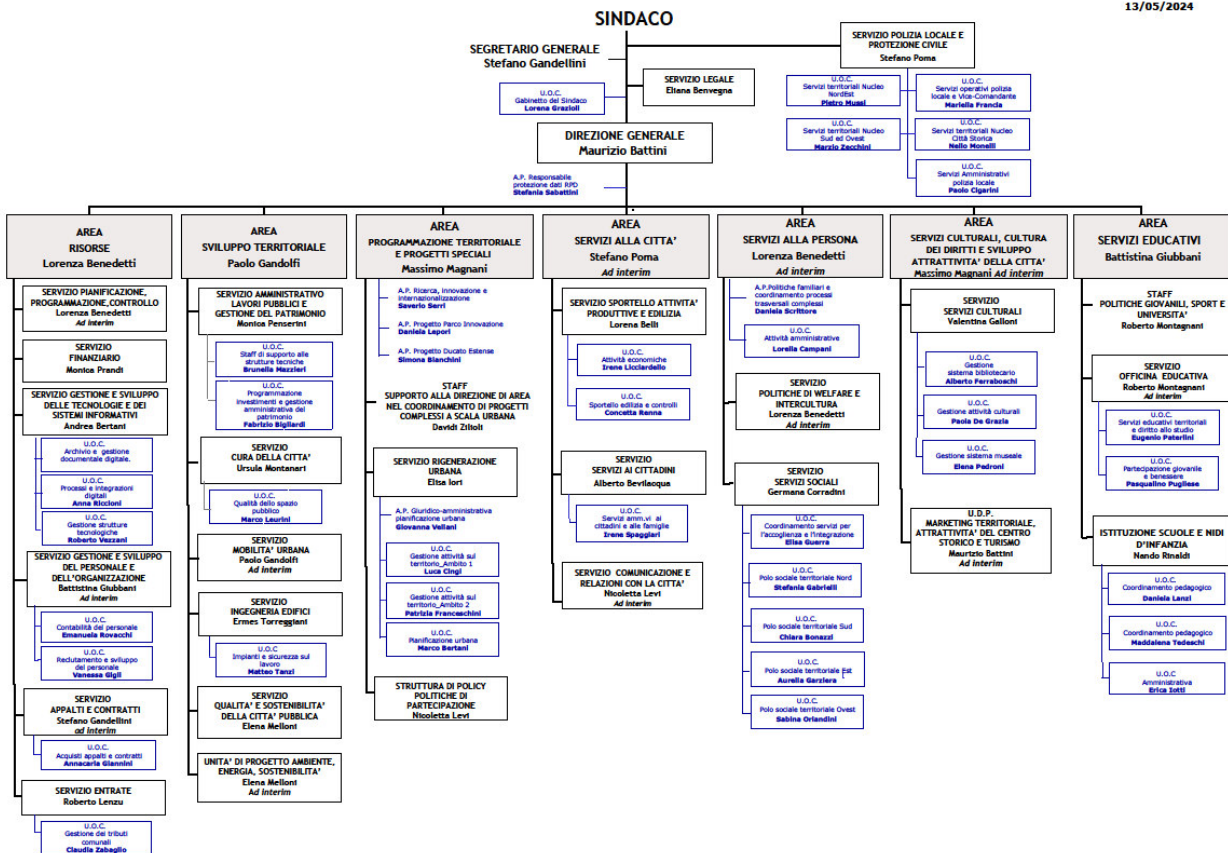 13/05/2024
SINDACO
SEGRETARIO GENERALE
Stefano Gandellini
SERVIZIO POLIZIA LOCALE E
PROTEZIONE CIVILE
Stefano Poma
SERVIZIO LEGALE
Eliana Benvegna
U.O.C.
Gabinetto del Sindaco
Lorena Grazioli
U.O.C.
Servizi territoriali Nucleo
NordEst
Pietro Mussi
U.O.C.
Servizi operativi polizia
locale e Vice-Comandante
Mariella Francia
U.O.C.
Servizi territoriali Nucleo
Sud ed Ovest
Marzio Zecchini
U.O.C.
Servizi territoriali Nucleo
Città Storica
Nello Monelli
U.O.C.
Servizi Amministrativi
polizia locale
Paolo Cigarini
DIREZIONE GENERALE
Maurizio Battini
A.P. Responsabile
protezione dati RPD
Stefania Sabattini
AREA
RISORSE
Lorenza Benedetti
SERVIZIO PIANIFICAZIONE,
PROGRAMMAZIONE,CONTROLLO
Lorenza Benedetti
Ad interim
SERVIZIO
FINANZIARIO
Monica Prandi
SERVIZIO GESTIONE E SVILUPPO
DELLE TECNOLOGIE E DEI
SISTEMI INFORMATIVI
Andrea Bertani
U.O.C.
Archivio e gestione
documentale digitale.
U.O.C.
Processi e integrazioni
digitali
Anna Riccioni
U.O.C.
Gestione strutture
tecnologiche
Roberto Vezzani
SERVIZIO GESTIONE E SVILUPPO
DEL PERSONALE E
DELL'ORGANIZZAZIONE
Battistina Giubbani
Ad interim
U.O.C.
Contabilità del personale
Emanuela Rovacchi
U.O.C.
Reclutamento e sviluppo
del personale
Vanessa Gigli
SERVIZIO
APPALTI E CONTRATTI
Stefano Gandellini
ad interim
U.O.C.
Acquisti appalti e contratti
Annacarla Giannini
SERVIZIO ENTRATE
Roberto Lenzu
U.O.C.
Gestione dei tributi
comunali
Claudia Zabaglio
AREA
SVILUPPO TERRITORIALE
Paolo Gandolfi
SERVIZIO AMMINISTRATIVO
LAVORI PUBBLICI E
GESTIONE DEL PATRIMONIO
Monica Penserini
U.O.C.
Staff di supporto alle
strutture tecniche
Brunella Mazzieri
U.O.C.
Programmazione
investimenti e gestione
amministrativa del
patrimonio
Fabrizio Bigliardi
SERVIZIO
CURA DELLA CITTA'
Ursula Montanari
U.O.C.
Qualità dello spazio
pubblico
Marco Leurini
SERVIZIO
MOBILITA' URBANA
Paolo Gandolfi
Ad interim
SERVIZIO
INGEGNERIA EDIFICI
Ermes Torreggiani
U.O.C
Impianti e sicurezza sul
lavoro
Matteo Tanzi
SERVIZIO
QUALITA' E SOSTENIBILITA'
DELLA CITTA' PUBBLICA
Elena Melloni
UNITA' DI PROGETTO AMBIENTE,
ENERGIA, SOSTENIBILITA'
Elena Melloni
Ad interim
AREA
PROGRAMMAZIONE TERRITORIALE
E PROGETTI SPECIALI
Massimo Magnani
A.P. Ricerca, innovazione e
internazionalizzazione
Saverio Serri
A.P. Progetto Parco Innovazione
Daniela Lepori
A.P. Progetto Ducato Estense
Simona Bianchini
STAFF
SUPPORTO ALLA DIREZIONE DI AREA
NEL COORDINAMENTO DI PROGETTI
COMPLESSI A SCALA URBANA
Davidi Zilioli
SERVIZIO RIGENERAZIONE
URBANA
Elisa Iori
A.P. Giuridico-amministrativa
pianificazione urbana
Giovanna Vellani
U.O.C.
Gestione attività sul
territorio_Ambito 1
Luca Cingi
U.O.C.
Gestione attività sul
territorio_Ambito 2
Patrizia Franceschini
U.O.C.
Pianificazione urbana
Marco Bertani
STRUTTURA DI POLICY
POLITICHE DI
PARTECIPAZIONE
Nicoletta Levi
AREA
SERVIZI ALLA CITTA'
Stefano Poma
Ad interim
SERVIZIO SPORTELLO ATTIVITA'
PRODUTTIVE E EDILIZIA
Lorena Belli
U.O.C.
Attività economiche
Irene Licciardello
U.O.C.
Sportello edilizia e controlli
Concetta Renna
SERVIZIO
SERVIZI AI CITTADINI
Alberto Bevilacqua
U.O.C.
Servizi amm.vi ai
cittadini e alle famiglie
Irene Spaggiari
SERVIZIO COMUNICAZIONE E
RELAZIONI CON LA CITTA'
Nicoletta Levi
Ad interim
AREA
SERVIZI ALLA PERSONA
Lorenza Benedetti
Ad interim
A.P.Politiche familiari e
coordinamento processi
trasversali complessi
Daniela Scrittore
U.O.C.
Attività amministrative
Lorella Campani
SERVIZIO
POLITICHE DI WELFARE E
INTERCULTURA
Lorenza Benedetti
Ad interim
SERVIZIO
SERVIZI SOCIALI
Germana Corradini
U.O.C.
Coordinamento servizi per
l'accoglienza e l'integrazione
Elisa Guerra
U.O.C.
Polo sociale territoriale Nord
Stefania Gabrielli
U.O.C.
Polo sociale territoriale Sud
Chiara Bonazzi
U.O.C.
Polo sociale territoriale Est
Aurelia Garziera
U.O.C.
Polo sociale territoriale Ovest
Sabina Orlandini
AREA
SERVIZI CULTURALI, CULTURA
DEI DIRITTI E SVILUPPO
ATTRATTIVITA' DELLA CITTA'
Massimo Magnani Ad interim
SERVIZIO
SERVIZI CULTURALI
Valentina Galloni
U.O.C.
Gestione
sistema bibliotecario
Alberto Ferraboschi
U.O.C.
Gestione attività culturali
Paola De Grazia
U.O.C.
Gestione sistema museale
Elena Pedroni
U.D.P.
MARKETING TERRITORIALE,
ATTRATTIVITA' DEL CENTRO
STORICO E TURISMO
Maurizio Battini
Ad interim
AREA
SERVIZI EDUCATIVI
Battistina Giubbani
STAFF
POLITICHE GIOVANILI, SPORT E
UNIVERSITA'
Roberto Montagnani
SERVIZIO
OFFICINA EDUCATIVA
Roberto Montagnani
Ad interim
U.O.C.
Servizi educativi territoriali
e diritto allo studio
Eugenio Paterlini
U.O.C.
Partecipazione giovanile
e benessere
Pasqualino Pugliese
ISTITUZIONE SCUOLE E NIDI
D'INFANZIA
Nando Rinaldi
U.O.C.
Coordinamento pedagogico
Daniela Lanzi
U.O.C.
Coordinamento pedagogico
Maddalena Tedeschi
U.O.C
Amministrativa
Erica Iotti